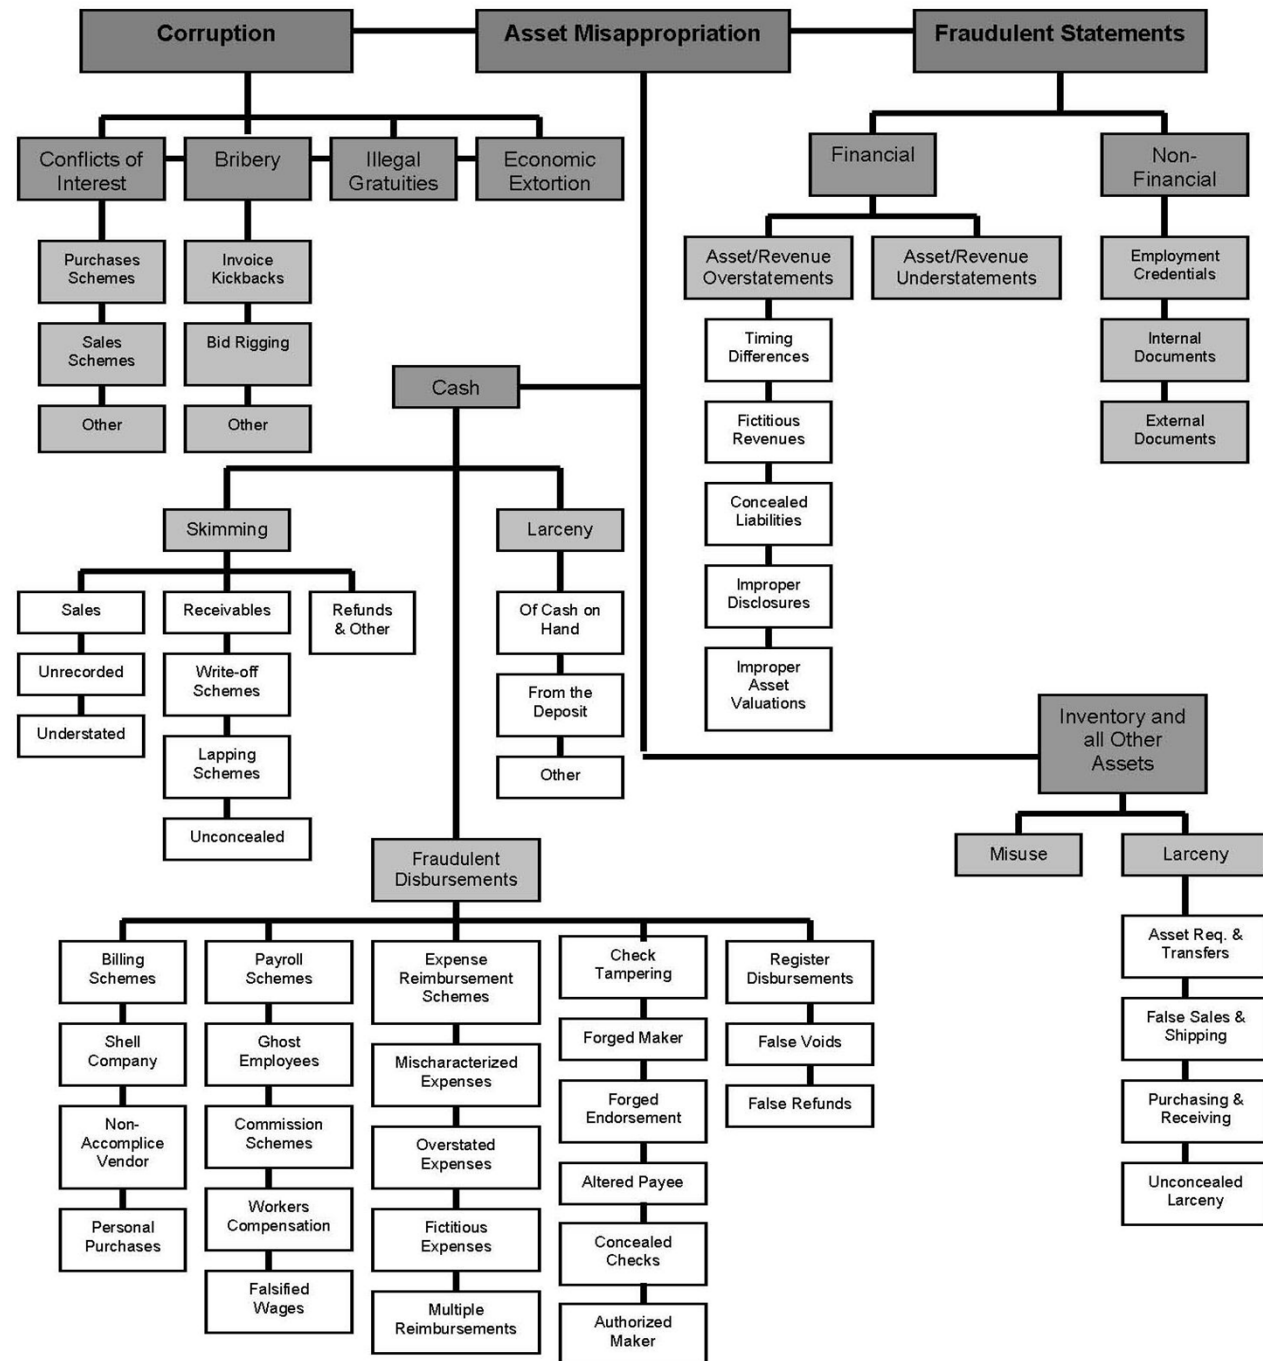 Corruption
Asset Misappropriation
Fraudulent Statements
Conflicts of
Interest
Bribery
Illegal
Gratuities
Economic
Extortion
Financial
Non-
Financial
Purchases
Schemes
Sales
Schemes
Other
Invoice
Kickbacks
Bid Rigging
Other
Asset/Revenue
Overstatements
Asset/Revenue
Understatements
Employment
Credentials
Internal
Documents
External
Documents
Timing
Differences
Fictitious
Revenues
Concealed
Liabilities
Improper
Disclosures
Improper
Asset
Valuations
Cash
Skimming
Larceny
Sales
Unrecorded
Understated
Receivables
Write-off
Schemes
Lapping
Schemes
Unconcealed
Refunds
& Other
Of Cash on
Hand
From the
Deposit
Other
Inventory and
all Other
Assets
Misuse
Larceny
Asset Req. &
Transfers
False Sales &
Shipping
Purchasing &
Receiving
Unconcealed
Larceny
Fraudulent
Disbursements
Billing
Schemes
Shell
Company
Non-
Accomplice
Vendor
Personal
Purchases
Payroll
Schemes
Ghost
Employees
Commission
Schemes
Workers
Compensation
Falsified
Wages
Expense
Reimbursement
Schemes
Mischaracterized
Expenses
Overstated
Expenses
Fictitious
Expenses
Multiple
Reimbursements
Check
Tampering
Forged Maker
Forged
Endorsement
Altered Payee
Concealed
Checks
Authorized
Maker
Register
Disbursements
False Voids
False Refunds